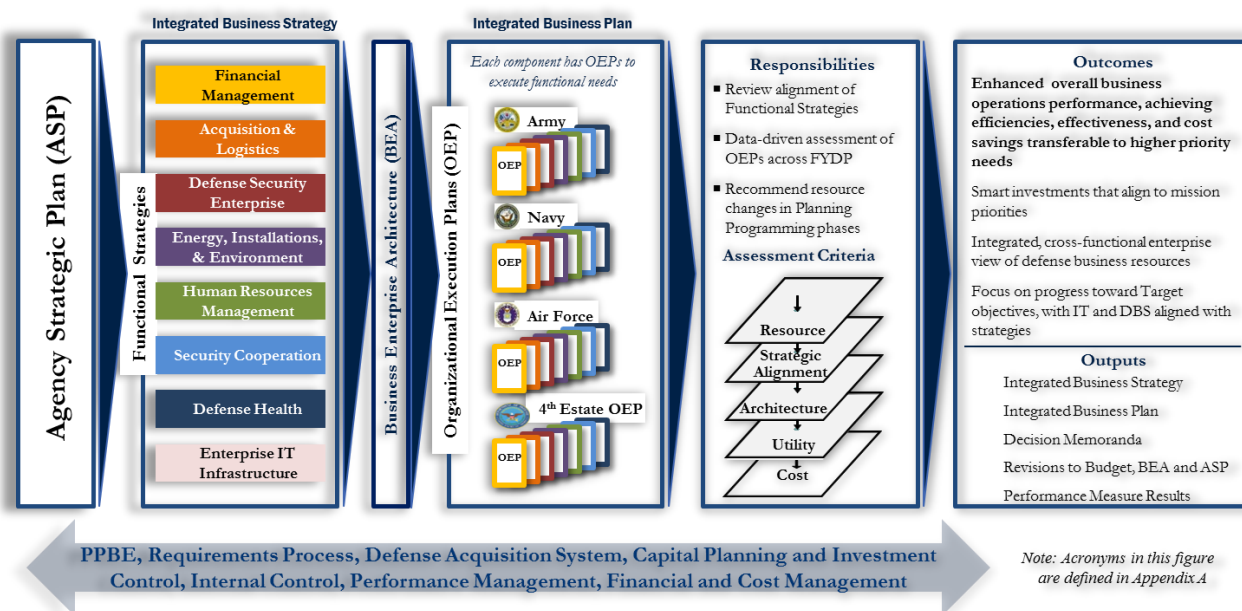 Integrated Business Strategy
Integrated Business Plan
Agency Strategic Plan (ASP)
Functional Strategies
Financial
Management
Acquisition &
Logistics
Defense Security
Enterprise
Energy, Installations,
& Environment
Human Resources
Management
Security Cooperation
Defense Health
Enterprise IT
Infrastructure
Business Enterprise Architecture (BEA)
Organizational Execution Plans (OEP)
Each component has OEPs to
execute functional needs
Army
OEP
Navy
OEP
Air Force
OEP
4th Estate OEP
OEP
Responsibilities
▪ Review alignment of
Functional Strategies
▪ Data-driven assessment of
OEPs across FYDP
▪ Recommend resource
changes in Planning
Programming phases
Assessment Criteria
Resource
Strategic
Alignment
Architecture
Utility
Cost
Outcomes
Enhanced overall business
operations performance, achieving
efficiencies, effectiveness, and cost
savings transferable to higher priority
needs
Smart investments that align to mission
priorities
Integrated, cross-functional enterprise
view of defense business resources
Focus on progress toward Target
objectives, with IT and DBS aligned with
strategies
Outputs
Integrated Business Strategy
Integrated Business Plan
Decision Memoranda
Revisions to Budget, BEA and ASP
Performance Measure Results
PPBE, Requirements Process, Defense Acquisition System, Capital Planning and Investment
Control, Internal Control, Performance Management, Financial and Cost Management
Note: Acronyms in this figure
are defined in Appendix A